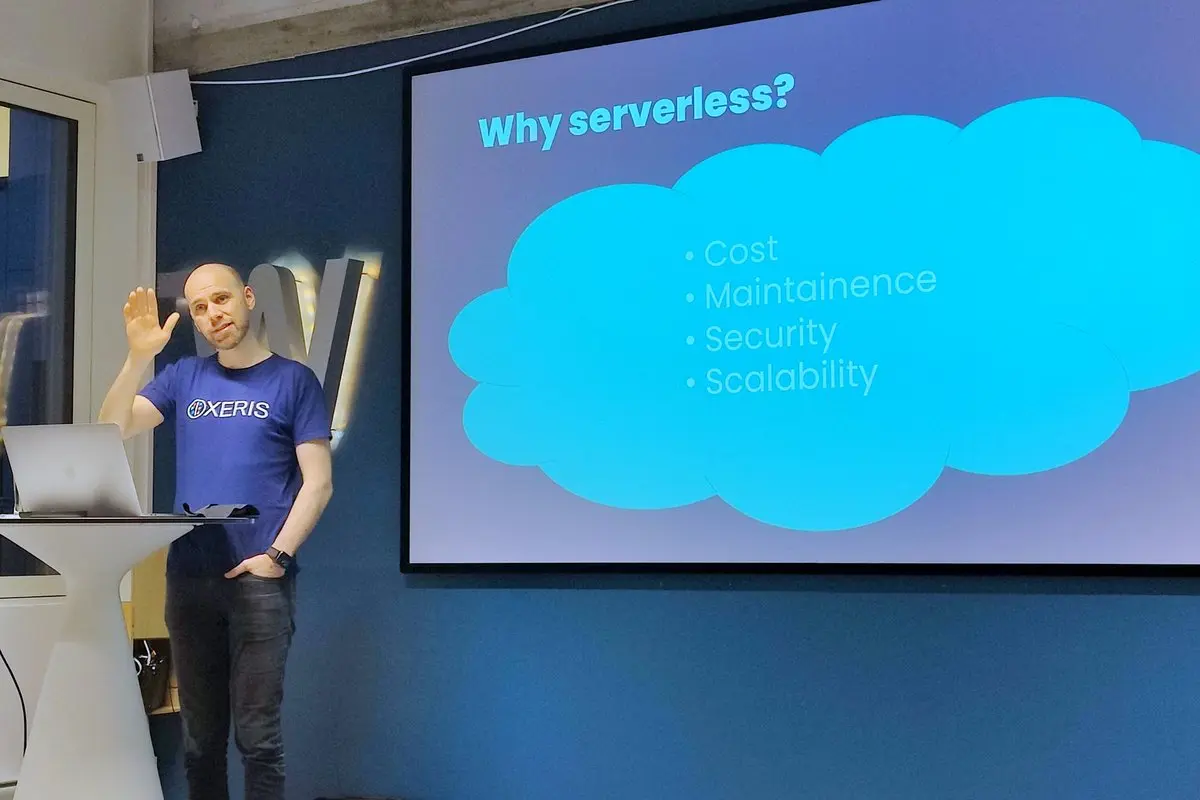 Why serverless?
• Cost
• Maintainence
• Security
• Scalability
XERIS
W